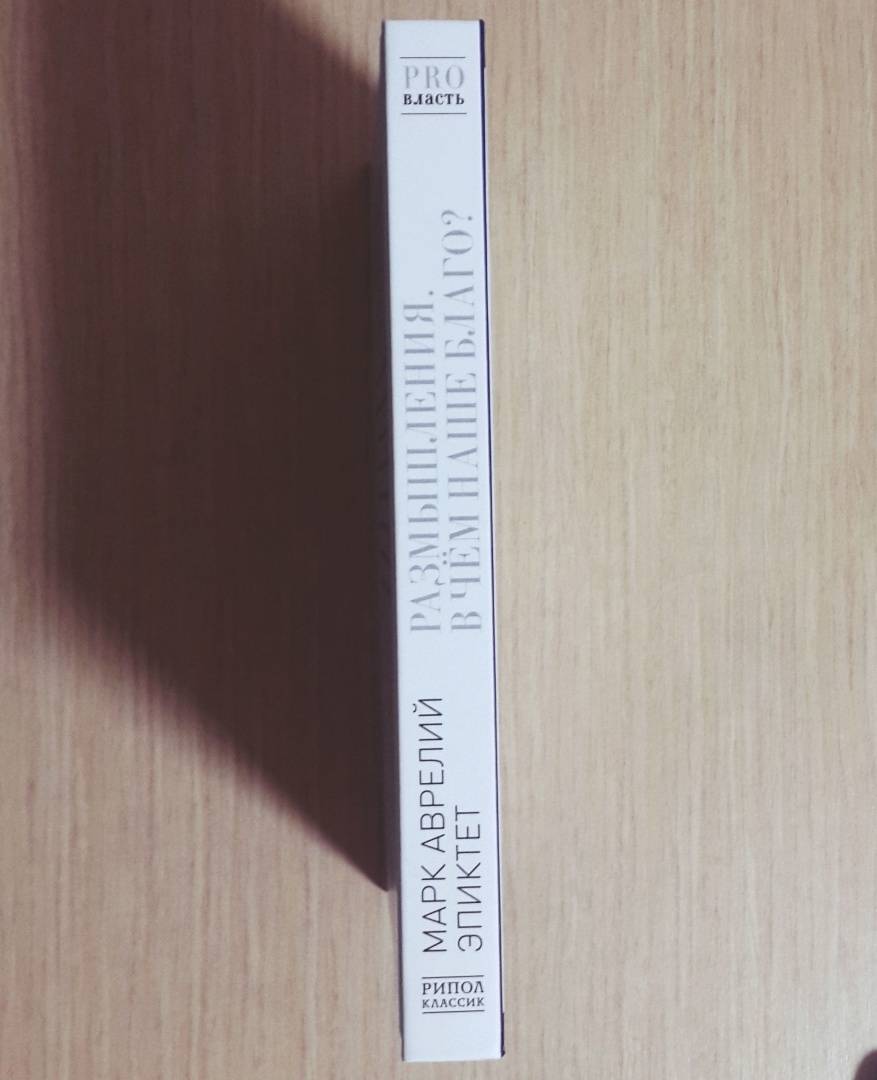 PRO
власть
РАЗМЫШЛЕНИЯ.
В ЧЁМ НАШЕ БЛАГО?
МАРК АВРЕЛИЙ
ЭПИКТЕТ
РИПОЛ
КЛАССИК